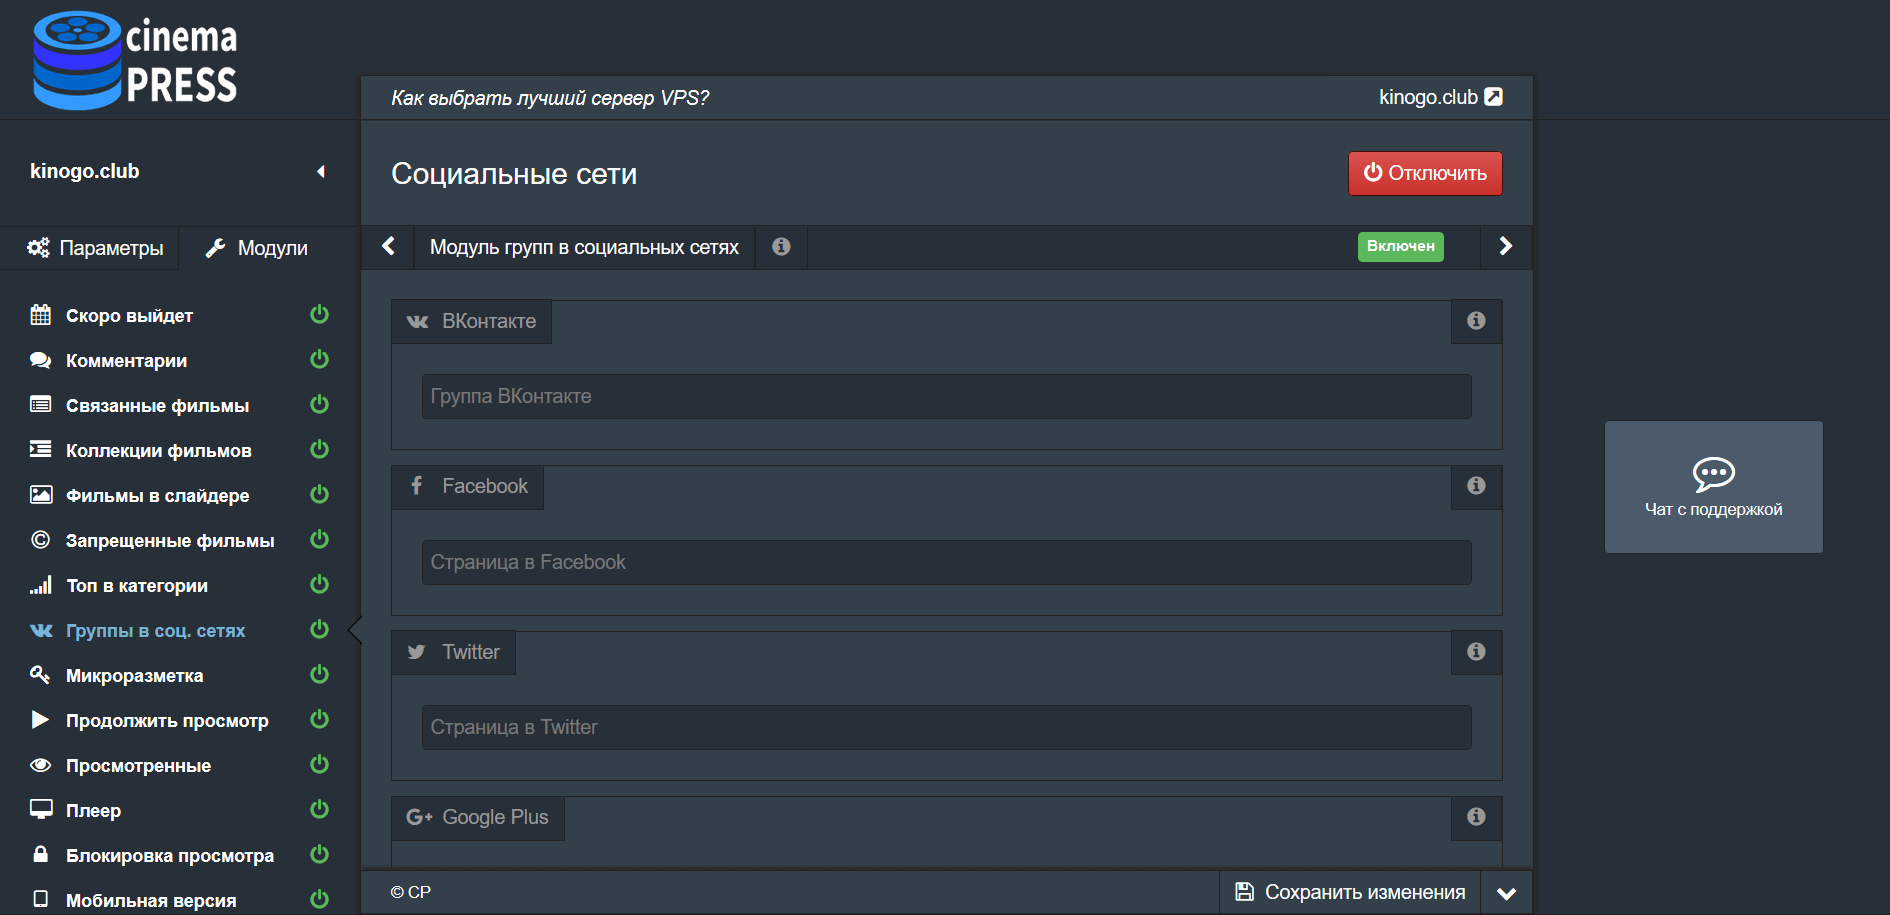 cinema
PRESS
Как выбрать лучший сервер VPS?
kinogo.club
kinogo.club
Социальные сети
Отключить
Параметры
Модули
Модуль групп в социальных сетях
Включен
Скоро выйдет
Комментарии
Связанные фильмы
Коллекции фильмов
Фильмы в слайдере
Запрещенные фильмы
Топ в категории
Группы в соц. сетях
Микроразметка
Продолжить просмотр
Просмотренные
Плеер
Блокировка просмотра
Мобильная версия
ВКонтакте
Группа ВКонтакте
Facebook
Страница в Facebook
Twitter
Страница в Twitter
Google Plus
Чат с поддержкой
© CP
Сохранить изменения